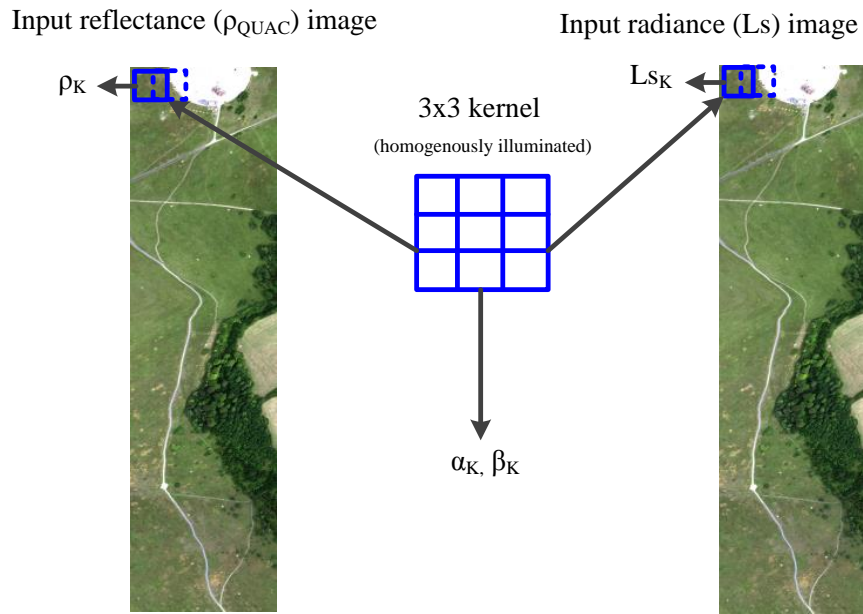 Input reflectance (ρQUAC) image
Input radiance (Ls) image
ρK
LsK
3x3 kernel
(homogenously illuminated)
αK, βK